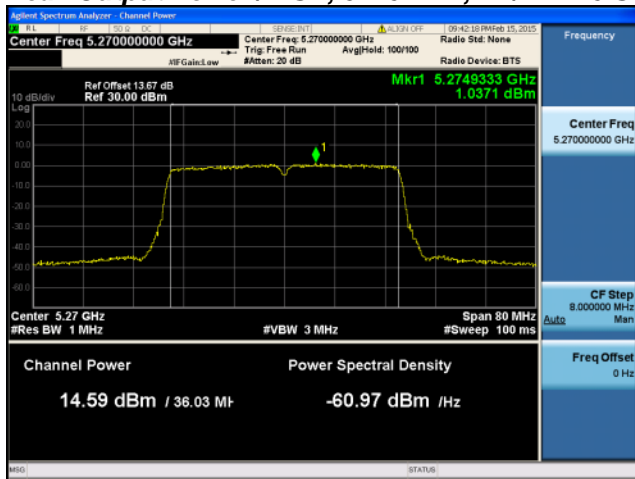 Agilent Spectrum Analyzer - Channel Power
RL RF 50 Ω DC SENSE:INT ALIGN OFF 09:42:18 PM Feb 15, 2015
Center Freq 5.270000000 GHz
Center Freq: 5.270000000 GHz
Radio Std: None
Trig: Free Run Avg|Hold: 100/100
#IFGain:Low
#Atten: 20 dB
Radio Device: BTS
Frequency
Ref Offset 13.67 dB
Mkr1 5.2749333 GHz
10 dB/div Ref 30.00 dBm
1.0371 dBm
Log
20.0
10.0
0.00
-10.0
-20.0
-30.0
-40.0
-50.0
-60.0
1
Center 5.27 GHz
Span 80 MHz
#Res BW 1 MHz
#VBW 3 MHz
#Sweep 100 ms
Center Freq
5.270000000 GHz
CF Step
8.000000 MHz
Auto Man
Freq Offset
0 Hz
Channel Power
Power Spectral Density
14.59 dBm / 36.03 MH
-60.97 dBm /Hz
MSG
STATUS